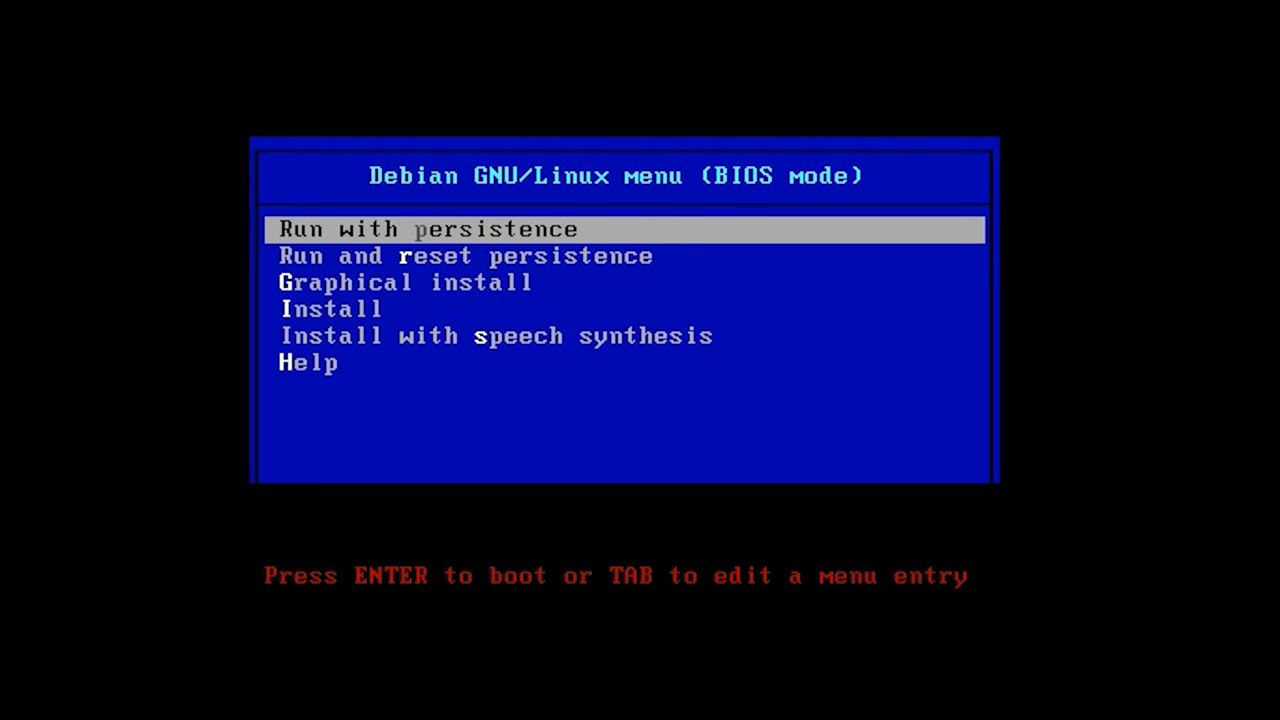 Debian GNU/Linux menu (BIOS mode)
Run with persistence
Run and reset persistence
Graphical install
Install
Install with speech synthesis
Help
Press ENTER to boot or TAB to edit a menu entry